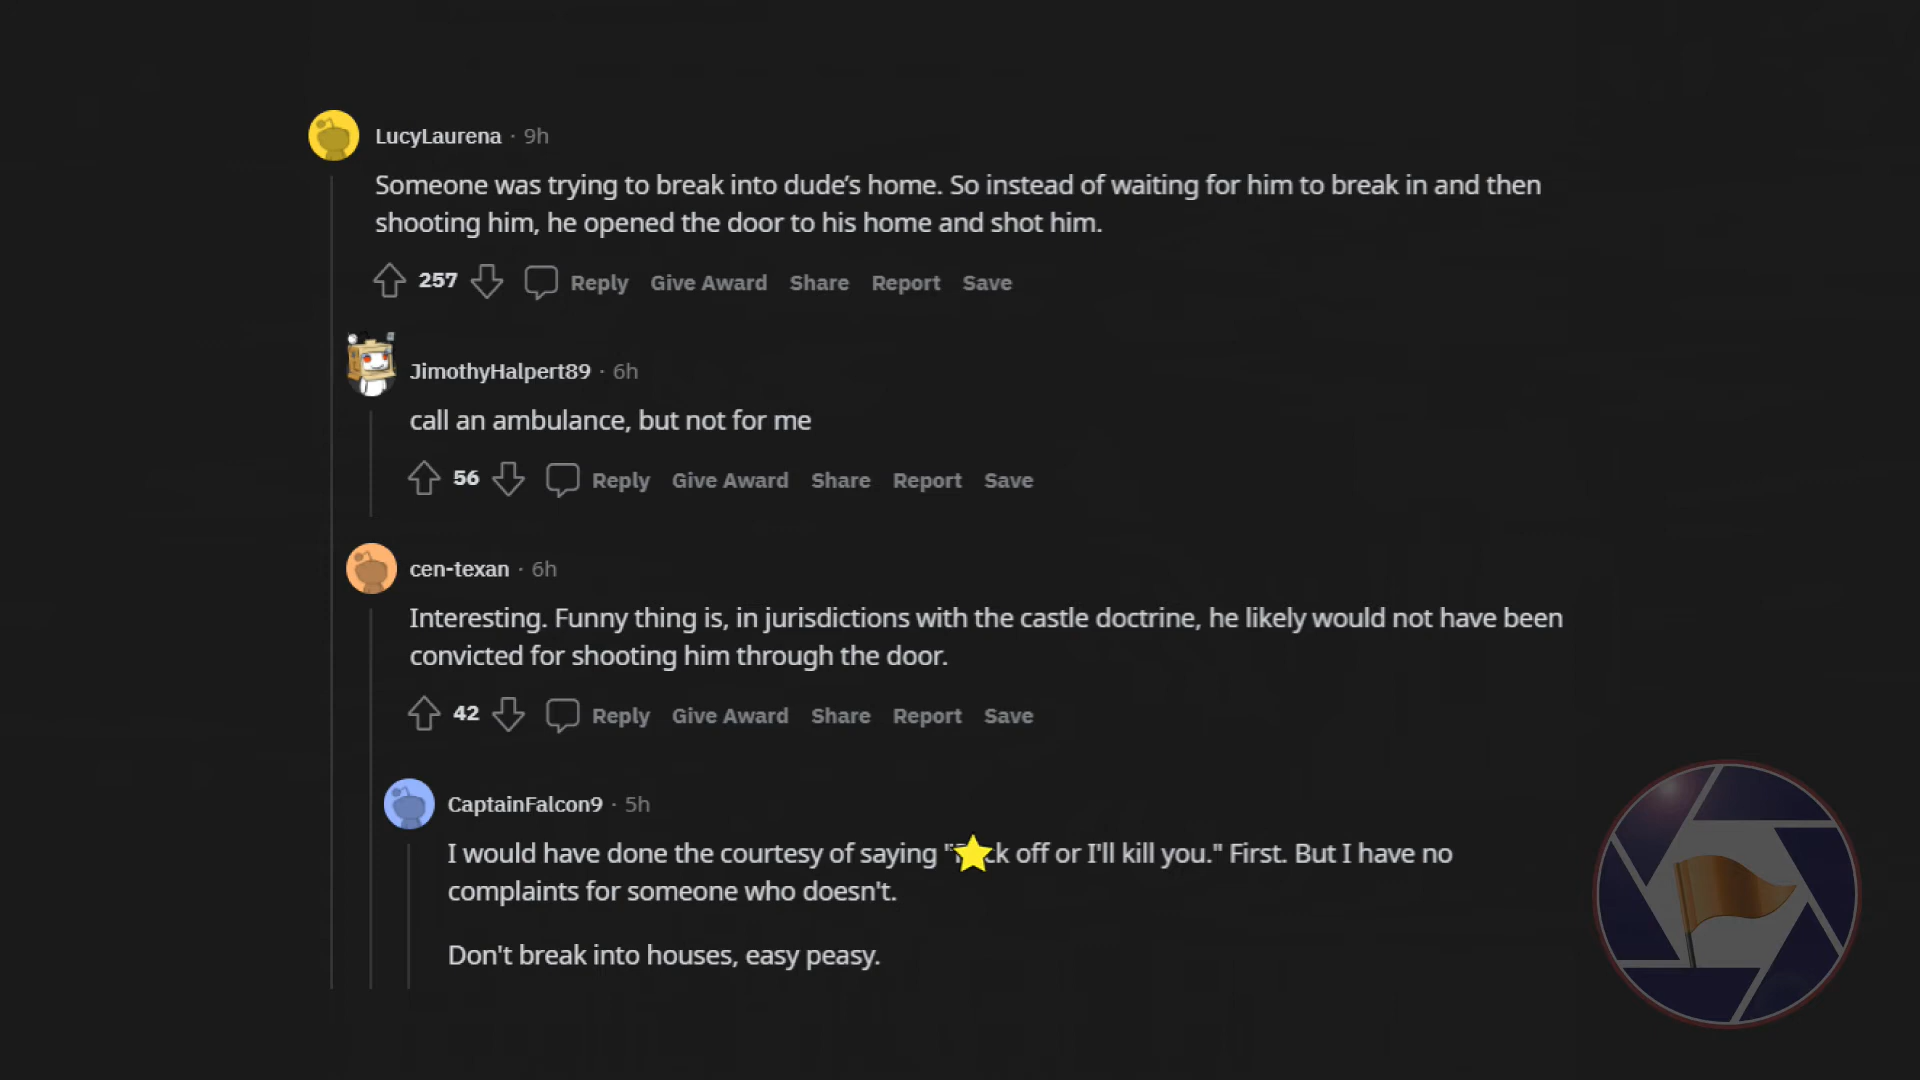 LucyLaurena · 9h
Someone was trying to break into dude’s home. So instead of waiting for him to break in and then
shooting him, he opened the door to his home and shot him.
257 Reply Give Award Share Report Save
JimothyHalpert89 · 6h
call an ambulance, but not for me
56 Reply Give Award Share Report Save
cen-texan · 6h
Interesting. Funny thing is, in jurisdictions with the castle doctrine, he likely would not have been
convicted for shooting him through the door.
42 Reply Give Award Share Report Save
CaptainFalcon9 · 5h
I would have done the courtesy of saying "⭐ck off or I'll kill you." First. But I have no
complaints for someone who doesn't.
Don't break into houses, easy peasy.